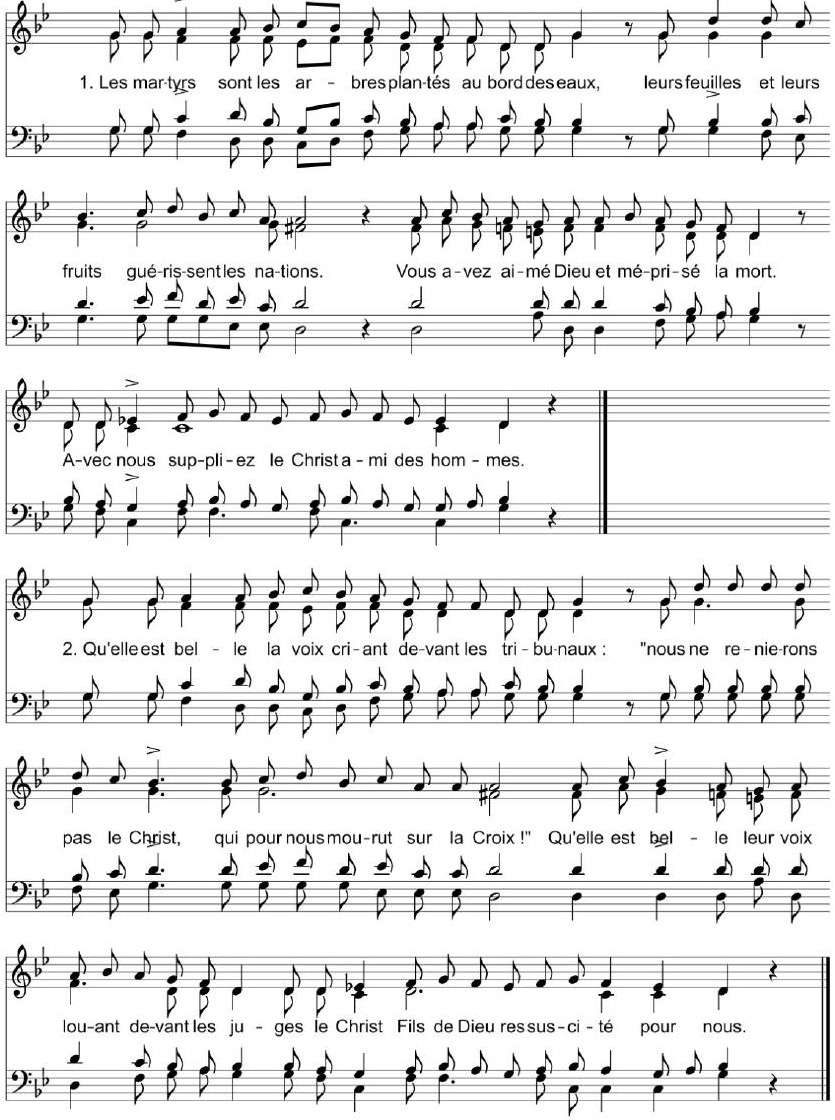 1. Les mar-tyrs sont les ar - bres plan-tés au bord des eaux, leurs feuilles et leurs
fruits gué-ris-sent les na-tions. Vous a-vez ai-mé Dieu et mé-pri-sé la mort.
A-vec nous sup-pli-ez le Christ a-mi des hom-mes.
2. Qu'elle est bel - le la voix cri-ant de-vant les tri-bu-naux : "nous ne re-nie-rons
pas le Christ, qui pour nous mou-rut sur la Croix !" Qu'elle est bel - le leur voix
lou-ant de-vant les ju - ges le Christ Fils de Dieu res sus-ci-té pour nous.